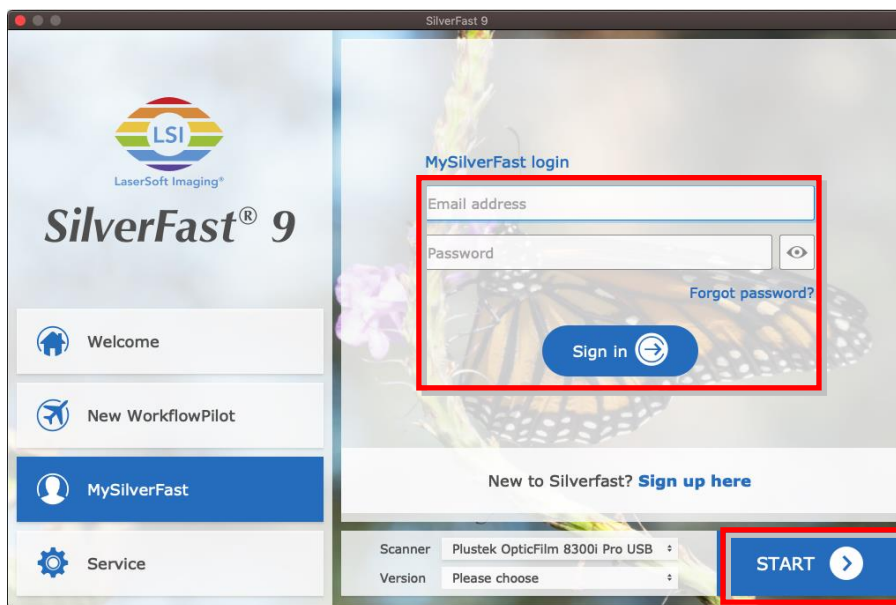 SilverFast 9
LSI
LaserSoft Imaging®
SilverFast® 9
Welcome
New WorkflowPilot
MySilverFast
Service
MySilverFast login
Email address
Password
Forgot password?
Sign in
New to Silverfast? Sign up here
Scanner Plustek OpticFilm 8300i Pro USB
Version Please choose
START